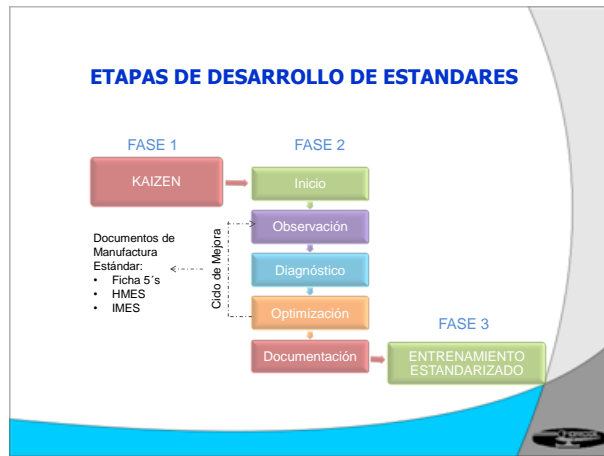 ETAPAS DE DESARROLLO DE ESTANDARES
FASE 1
FASE 2
KAIZEN
Inicio
Observación
Documentos de
Manufactura
Estándar:
• Ficha 5´s
• HMES
• IMES
Ciclo de Mejora
Diagnóstico
Optimización
FASE 3
Documentación
ENTRENAMIENTO
ESTANDARIZADO